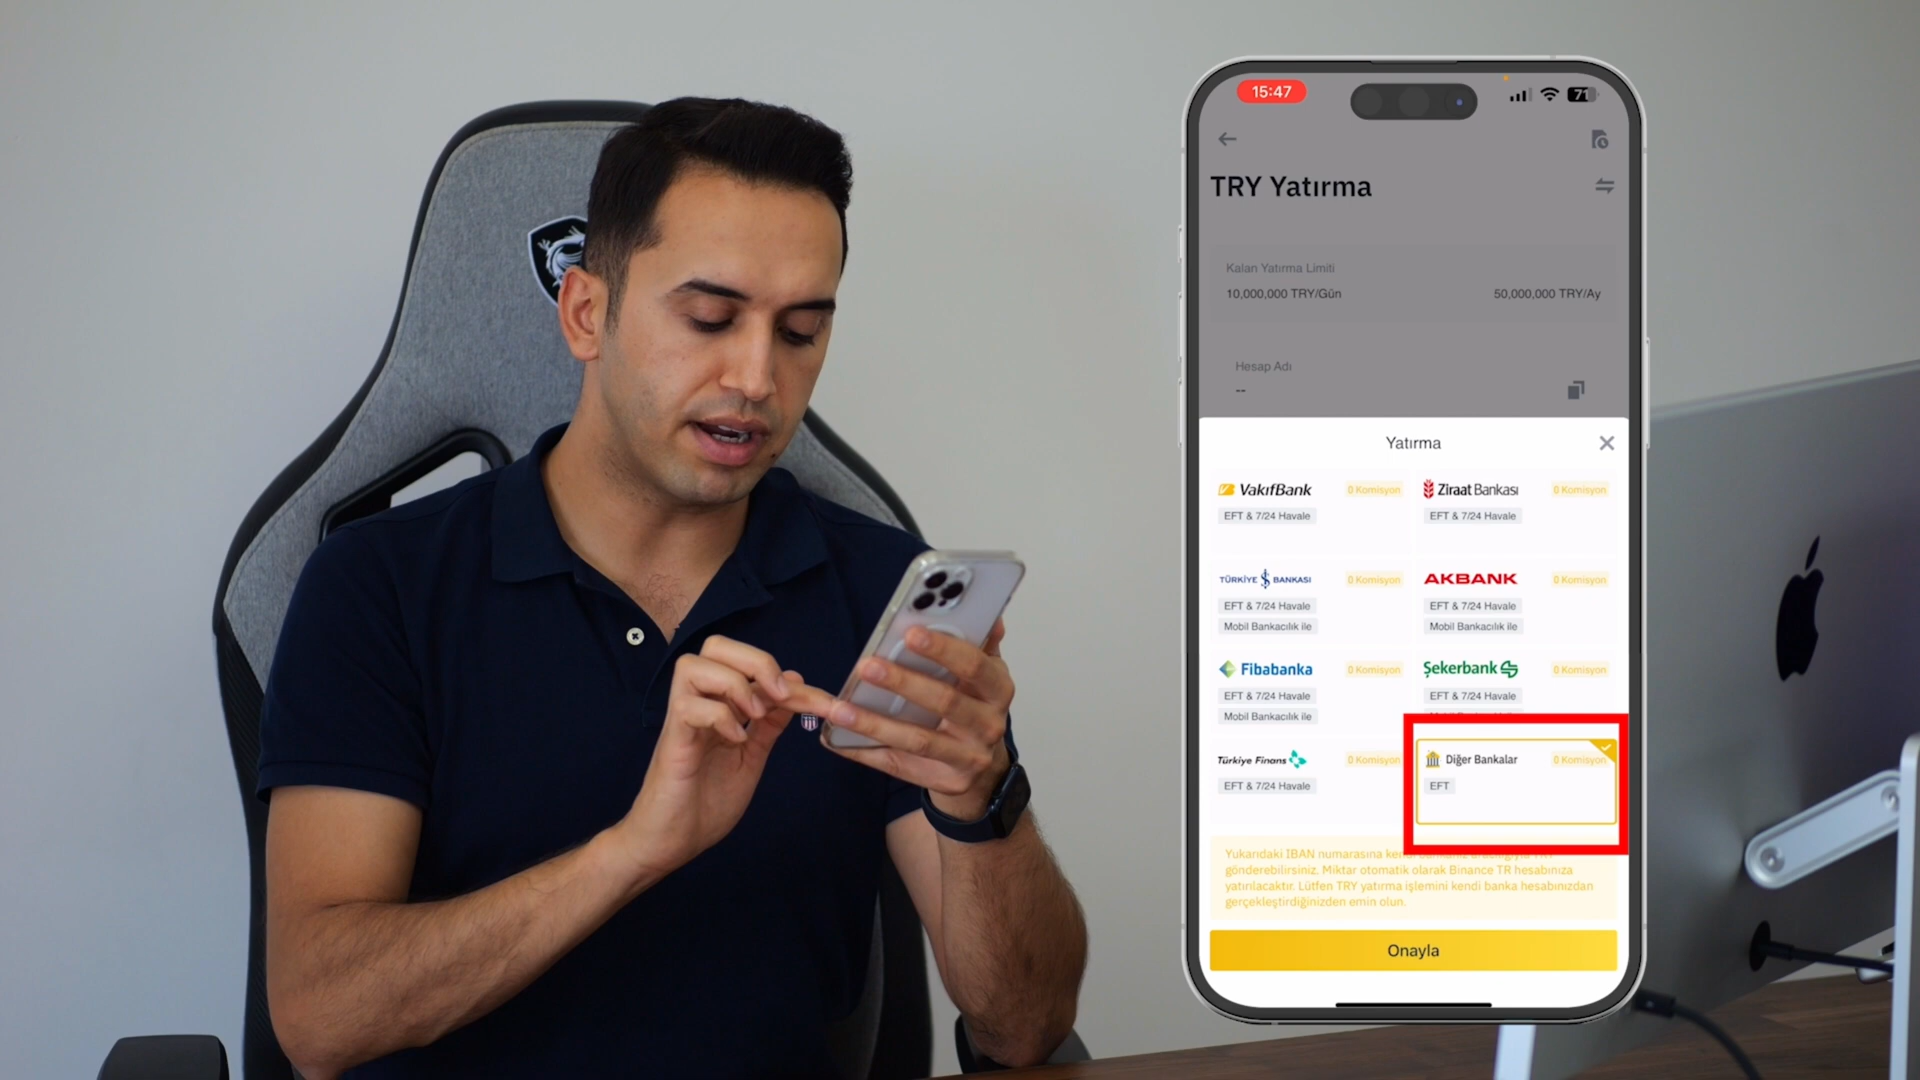 15:47
71
TRY Yatırma
Kalan Yatırma Limiti
10,000,000 TRY/Gün
50,000,000 TRY/Ay
Hesap Adı
--
Yatırma
VakıfBank
0 Komisyon
EFT & 7/24 Havale
Ziraat Bankası
0 Komisyon
EFT & 7/24 Havale
TÜRKİYE BANKASI
0 Komisyon
EFT & 7/24 Havale
Mobil Bankacılık ile
AKBANK
0 Komisyon
EFT & 7/24 Havale
Mobil Bankacılık ile
Fibabanka
0 Komisyon
EFT & 7/24 Havale
Mobil Bankacılık ile
Şekerbank
0 Komisyon
EFT & 7/24 Havale
Türkiye Finans
0 Komisyon
EFT & 7/24 Havale
Diğer Bankalar
0 Komisyon
EFT
Yukarıdaki IBAN numarasına
gönderebilirsiniz. Miktar otomatik olarak Binance TR hesabınıza
yatırılacaktır. Lütfen TRY yatırma işlemini kendi banka hesabınızdan
gerçekleştirdiğinizden emin olun.
Onayla